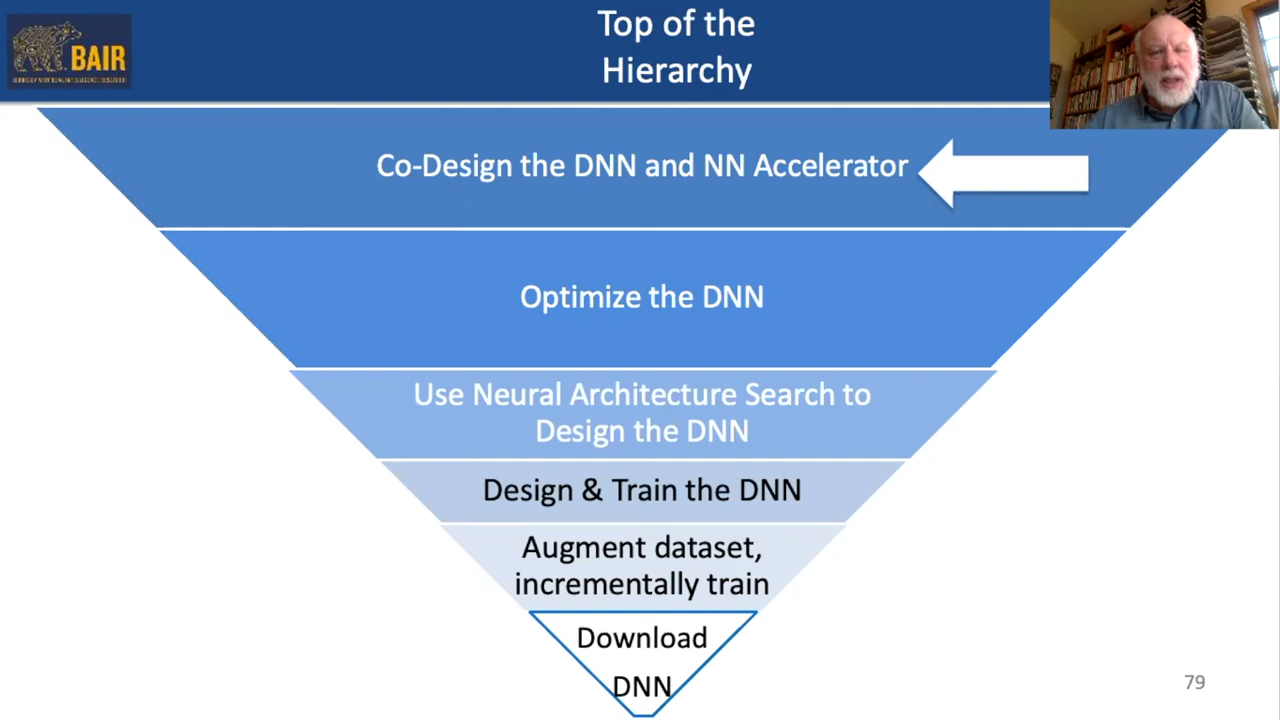 Top of the
Hierarchy
BAIR
Co-Design the DNN and NN Accelerator
Optimize the DNN
Use Neural Architecture Search to
Design the DNN
Design & Train the DNN
Augment dataset,
incrementally train
Download
DNN
79